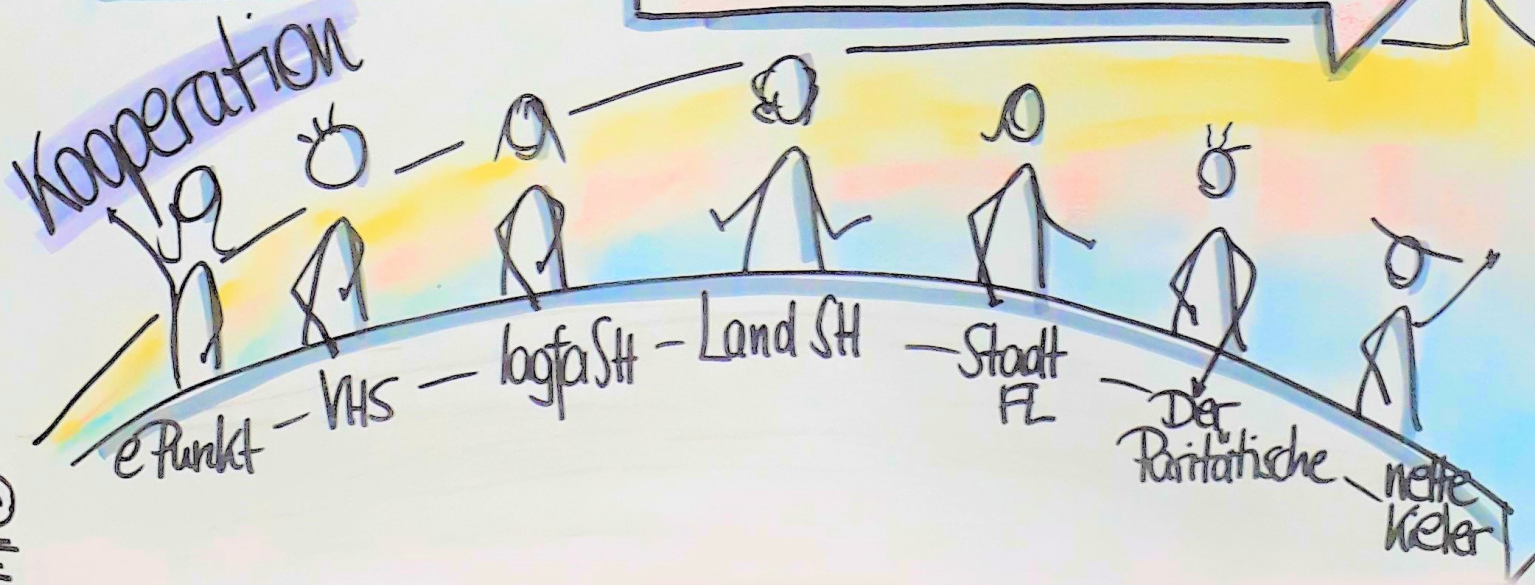 Kooperation
ePunkt – VHS – lagfa SH – Land SH – Stadt FL – Der Paritätische – nette Kieler